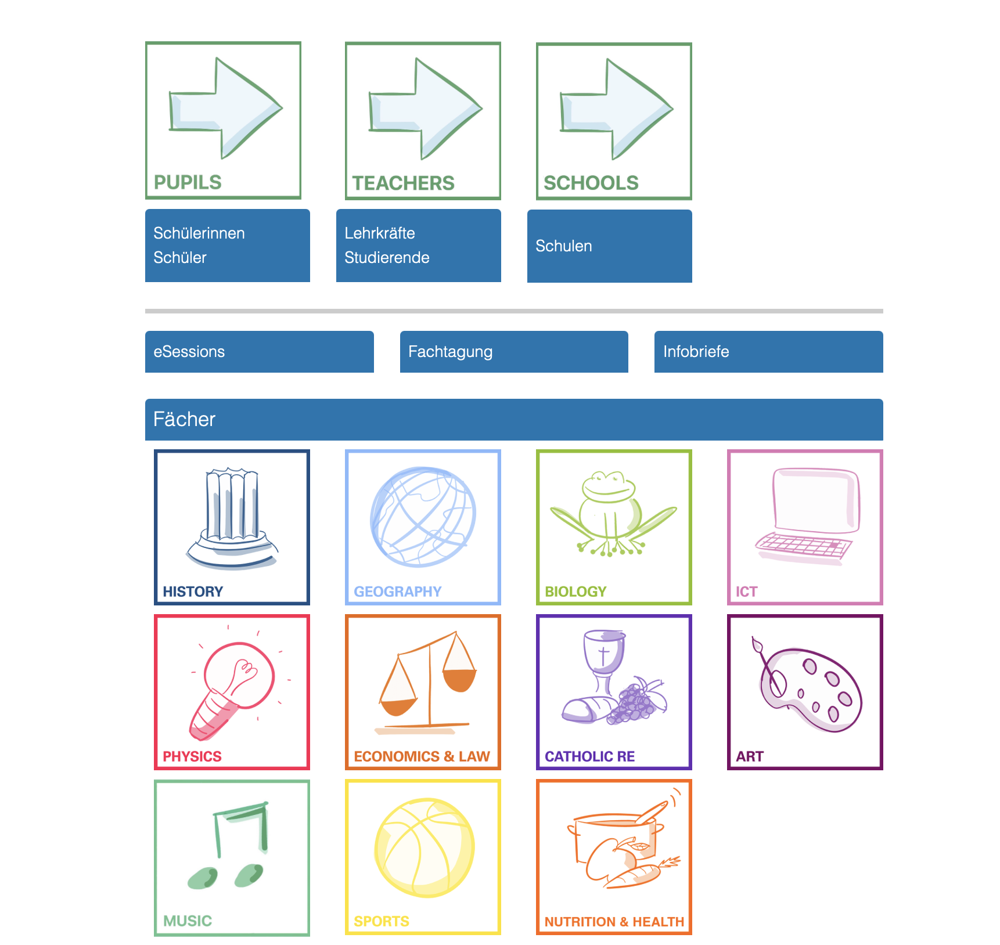 PUPILS
TEACHERS
SCHOOLS
Schülerinnen
Schüler
Lehrkräfte
Studierende
Schulen
eSessions
Fachtagung
Infobriefe
Fächer
HISTORY
GEOGRAPHY
BIOLOGY
ICT
PHYSICS
ECONOMICS & LAW
CATHOLIC RE
ART
MUSIC
SPORTS
NUTRITION & HEALTH